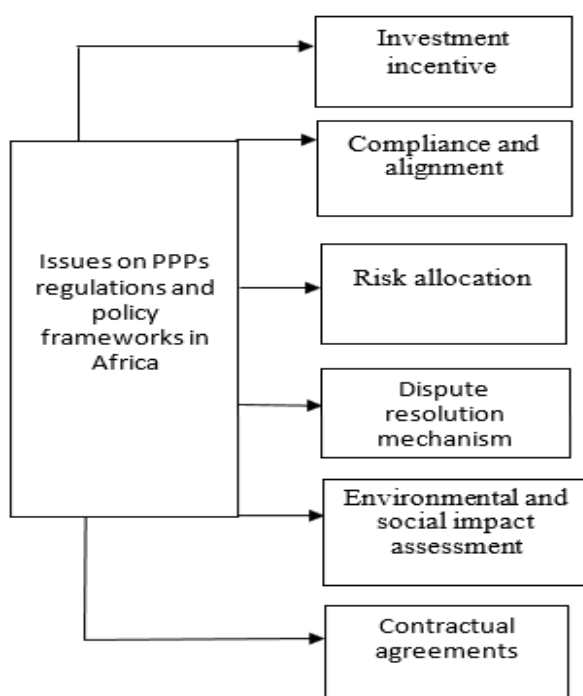 Investment
incentive
Compliance and
alignment
Issues on PPPs
regulations and
policy
frameworks in
Africa
Risk allocation
Dispute
resolution
mechanism
Environmental and
social impact
assessment
Contractual
agreements